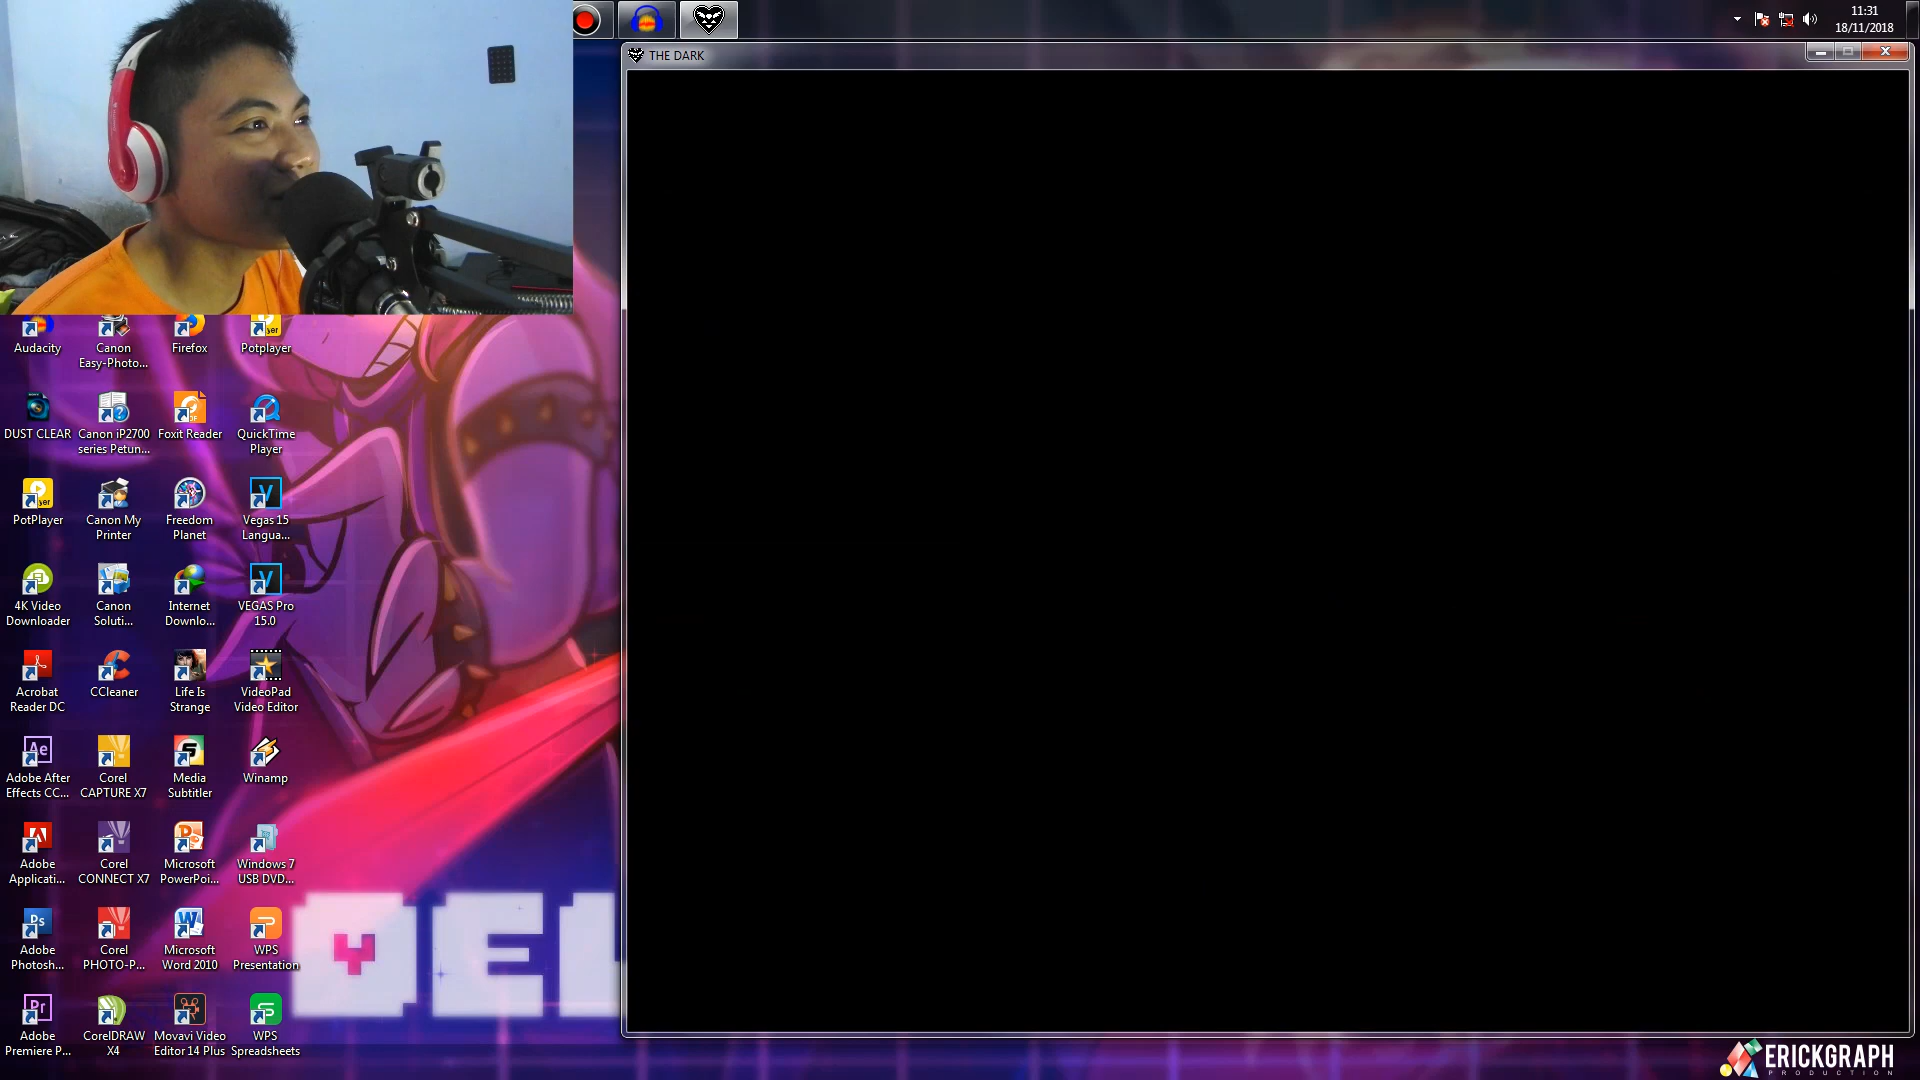 11:31
18/11/2018
THE DARK
Audacity
Canon
Easy-Photo...
Firefox
Potplayer
DUST CLEAR
Canon iP2700
series Petun...
Foxit Reader
QuickTime
Player
PotPlayer
Canon My
Printer
Freedom
Planet
Vegas 15
Langua...
4K Video
Downloader
Canon
Soluti...
Internet
Downlo...
VEGAS Pro
15.0
Acrobat
Reader DC
CCleaner
Life Is
Strange
VideoPad
Video Editor
Adobe After
Effects CC...
Corel
CAPTURE X7
Media
Subtitler
Winamp
Adobe
Applicati...
Corel
CONNECT X7
Microsoft
PowerPoi...
Windows 7
USB DVD...
Adobe
Photosh...
Corel
PHOTO-P...
Microsoft
Word 2010
WPS
Presentation
Adobe
Premiere P...
CorelDRAW
X4
Movavi Video
Editor 14 Plus
WPS
Spreadsheets
DEL
ERICKGRAPH
PRODUCTION